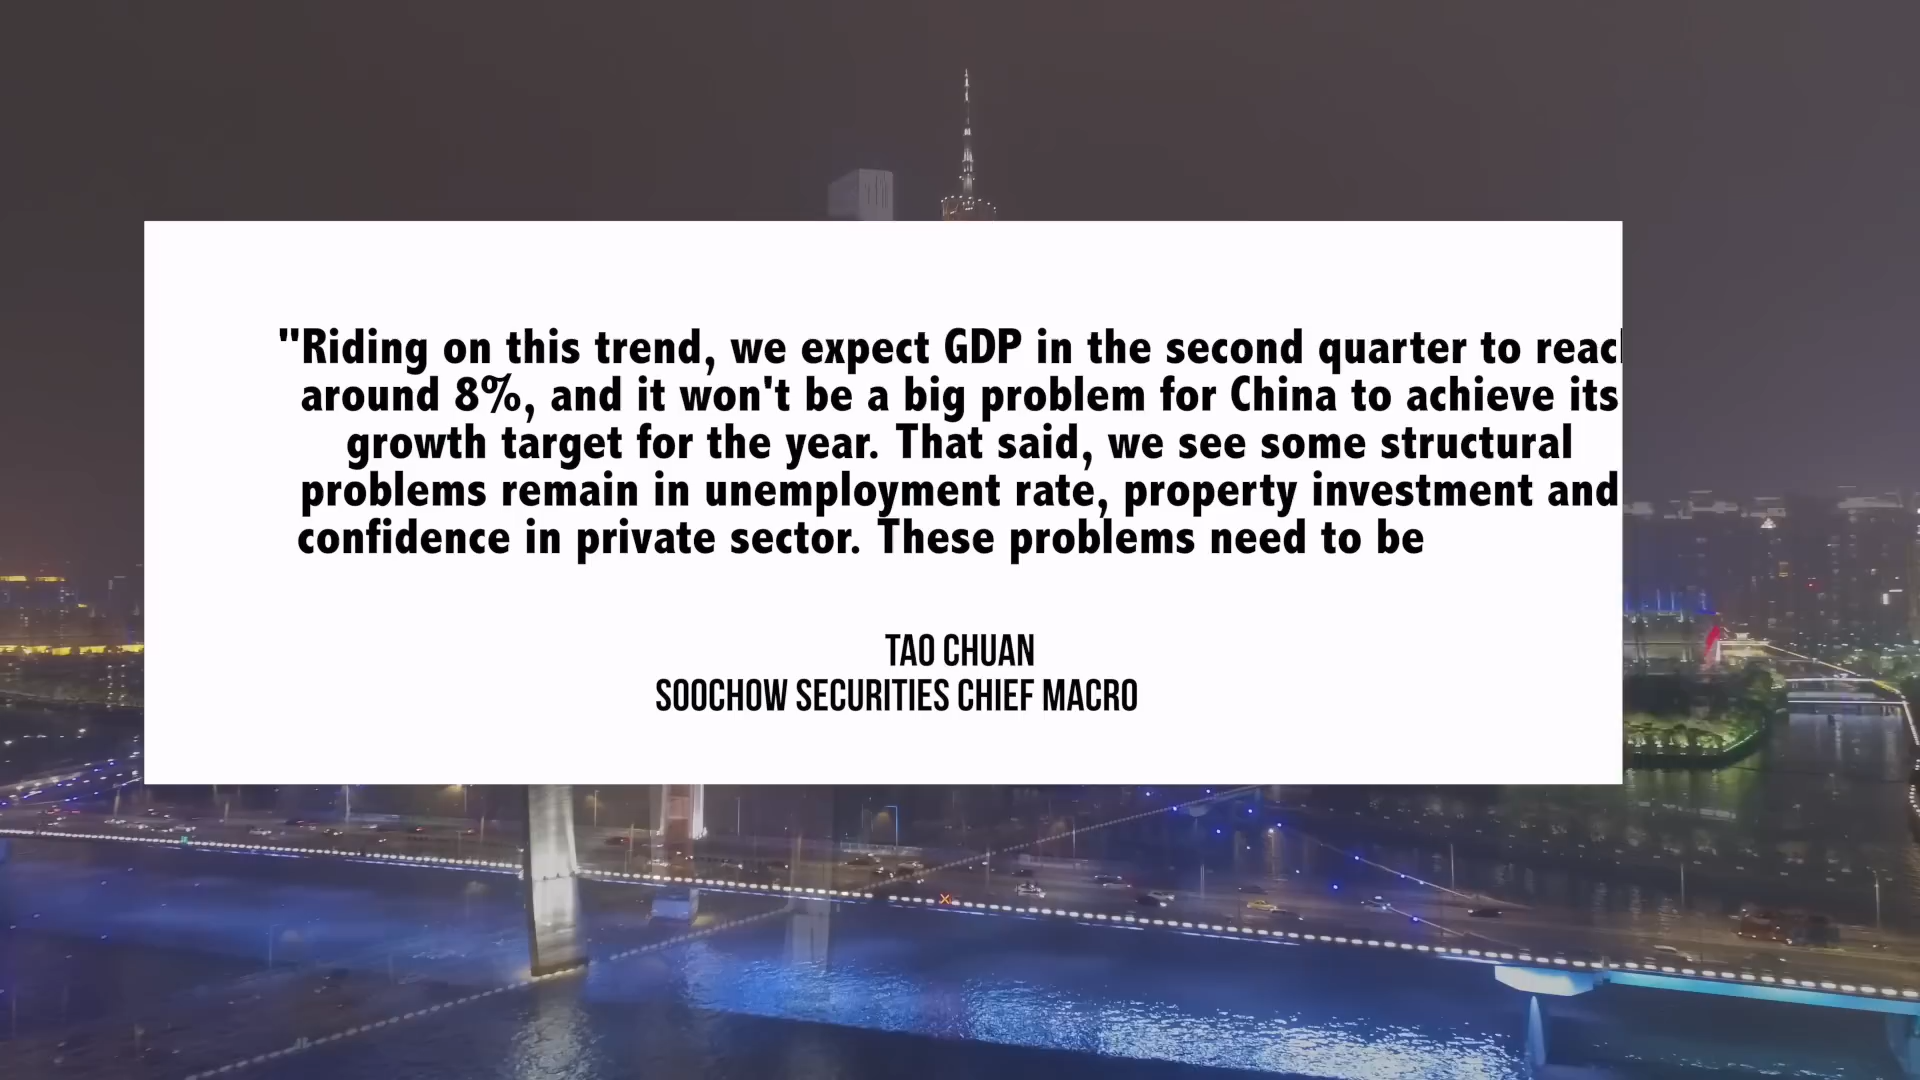 "Riding on this trend, we expect GDP in the second quarter to reac
around 8%, and it won't be a big problem for China to achieve its
growth target for the year. That said, we see some structural
problems remain in unemployment rate, property investment and
confidence in private sector. These problems need to be
TAO CHUAN
SOOCHOW SECURITIES CHIEF MACRO